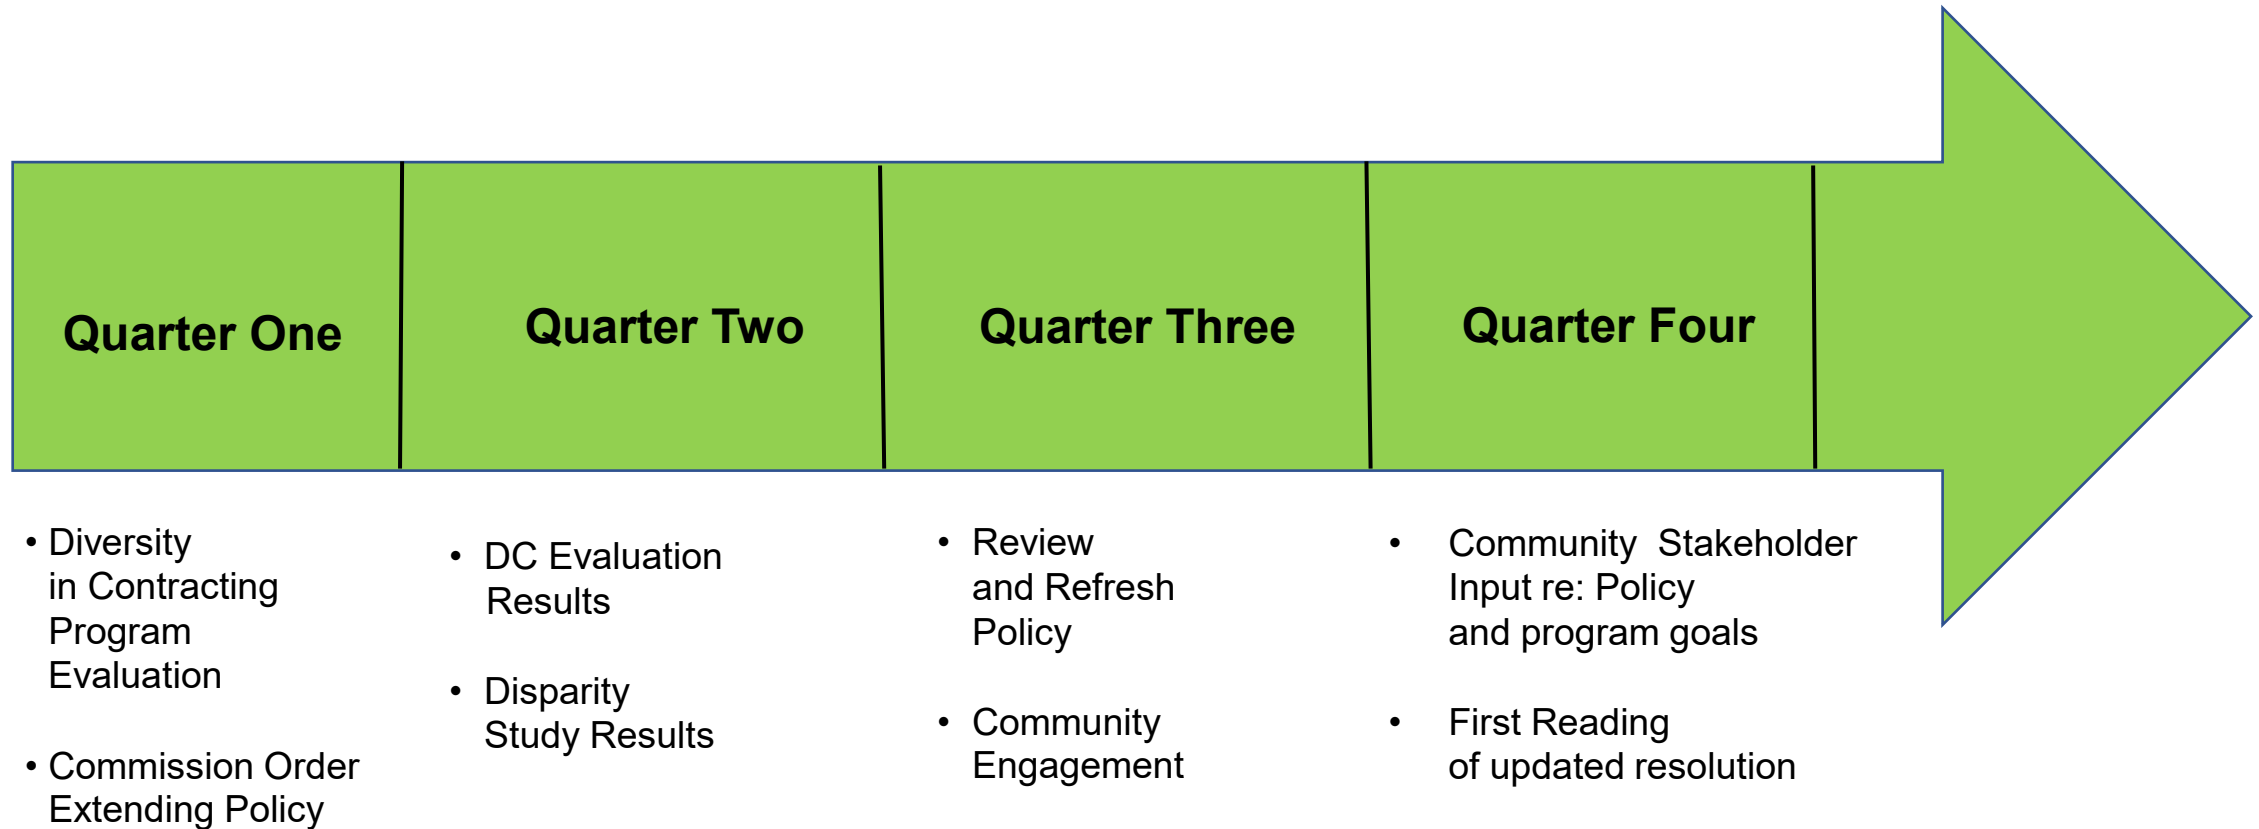 Quarter One
Quarter Two
Quarter Three
Quarter Four
• Diversity
in Contracting
Program
Evaluation
• Commission Order
Extending Policy
• DC Evaluation
Results
• Disparity
Study Results
• Review
and Refresh
Policy
• Community
Engagement
• Community Stakeholder
Input re: Policy
and program goals
• First Reading
of updated resolution